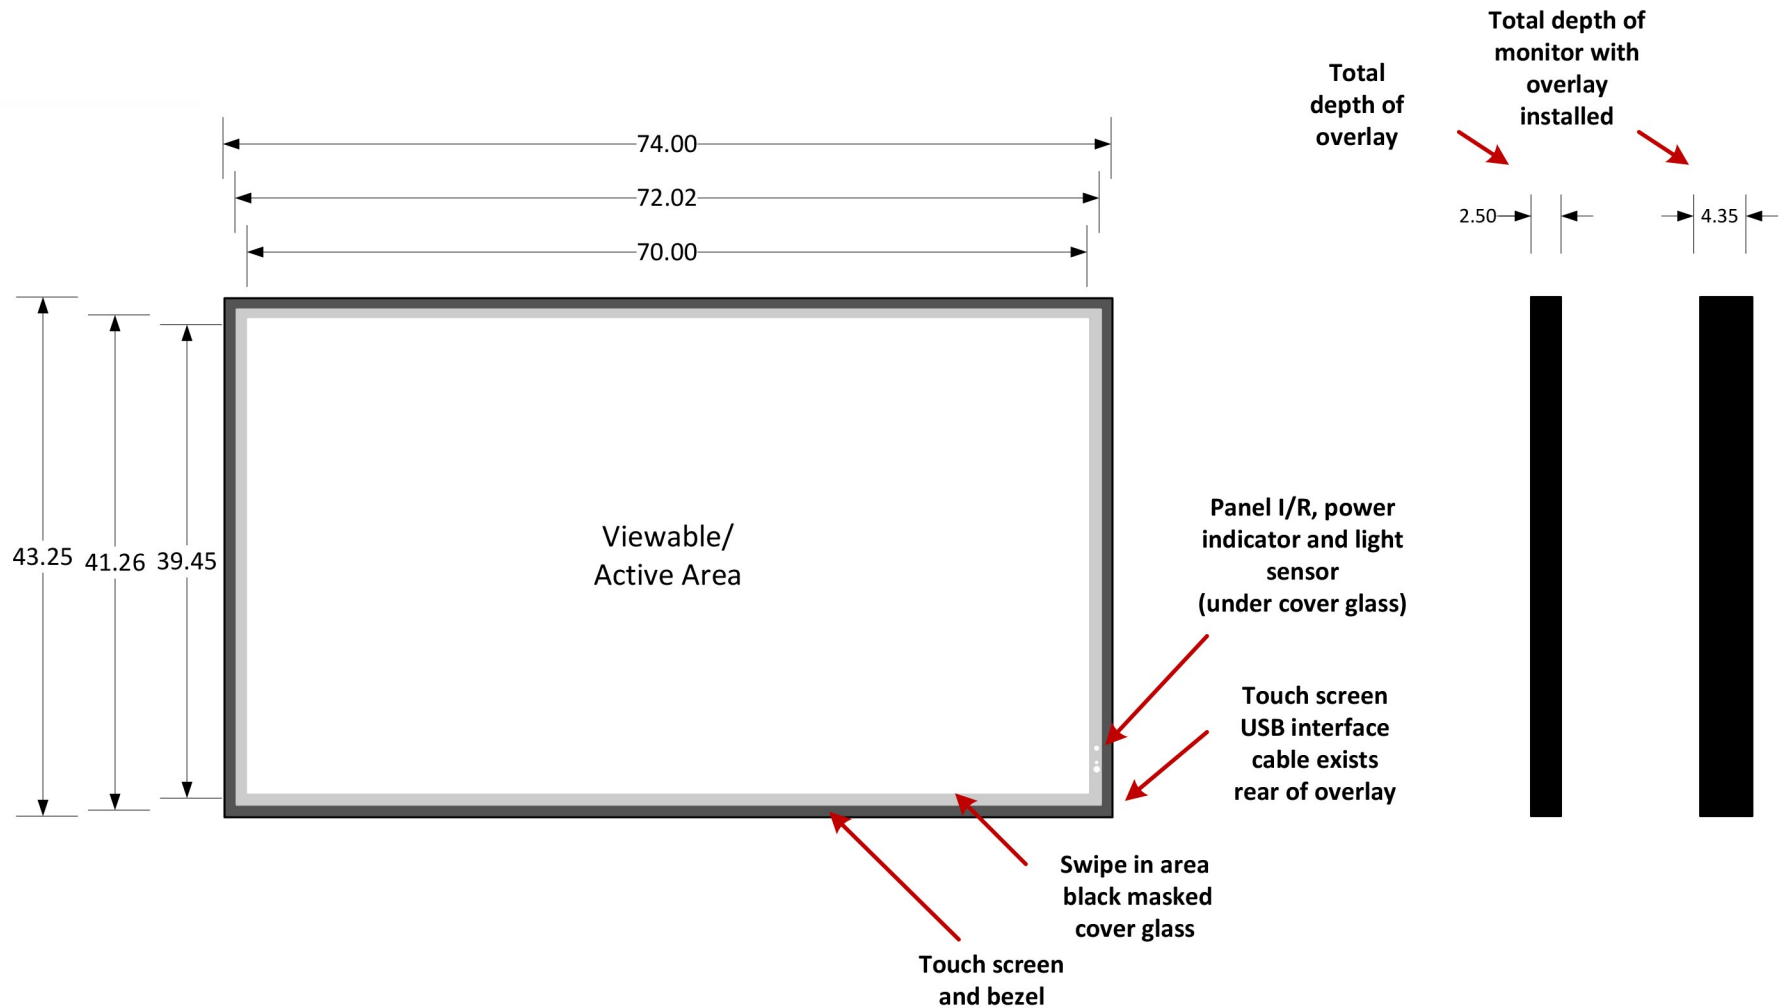 Total depth of
monitor with
overlay
installed
Total
depth of
overlay
74.00
72.02
70.00
2.50
4.35
43.25
41.26
39.45
Viewable/
Active Area
Panel I/R, power
indicator and light
sensor
(under cover glass)
Touch screen
USB interface
cable exists
rear of overlay
Swipe in area
black masked
cover glass
Touch screen
and bezel